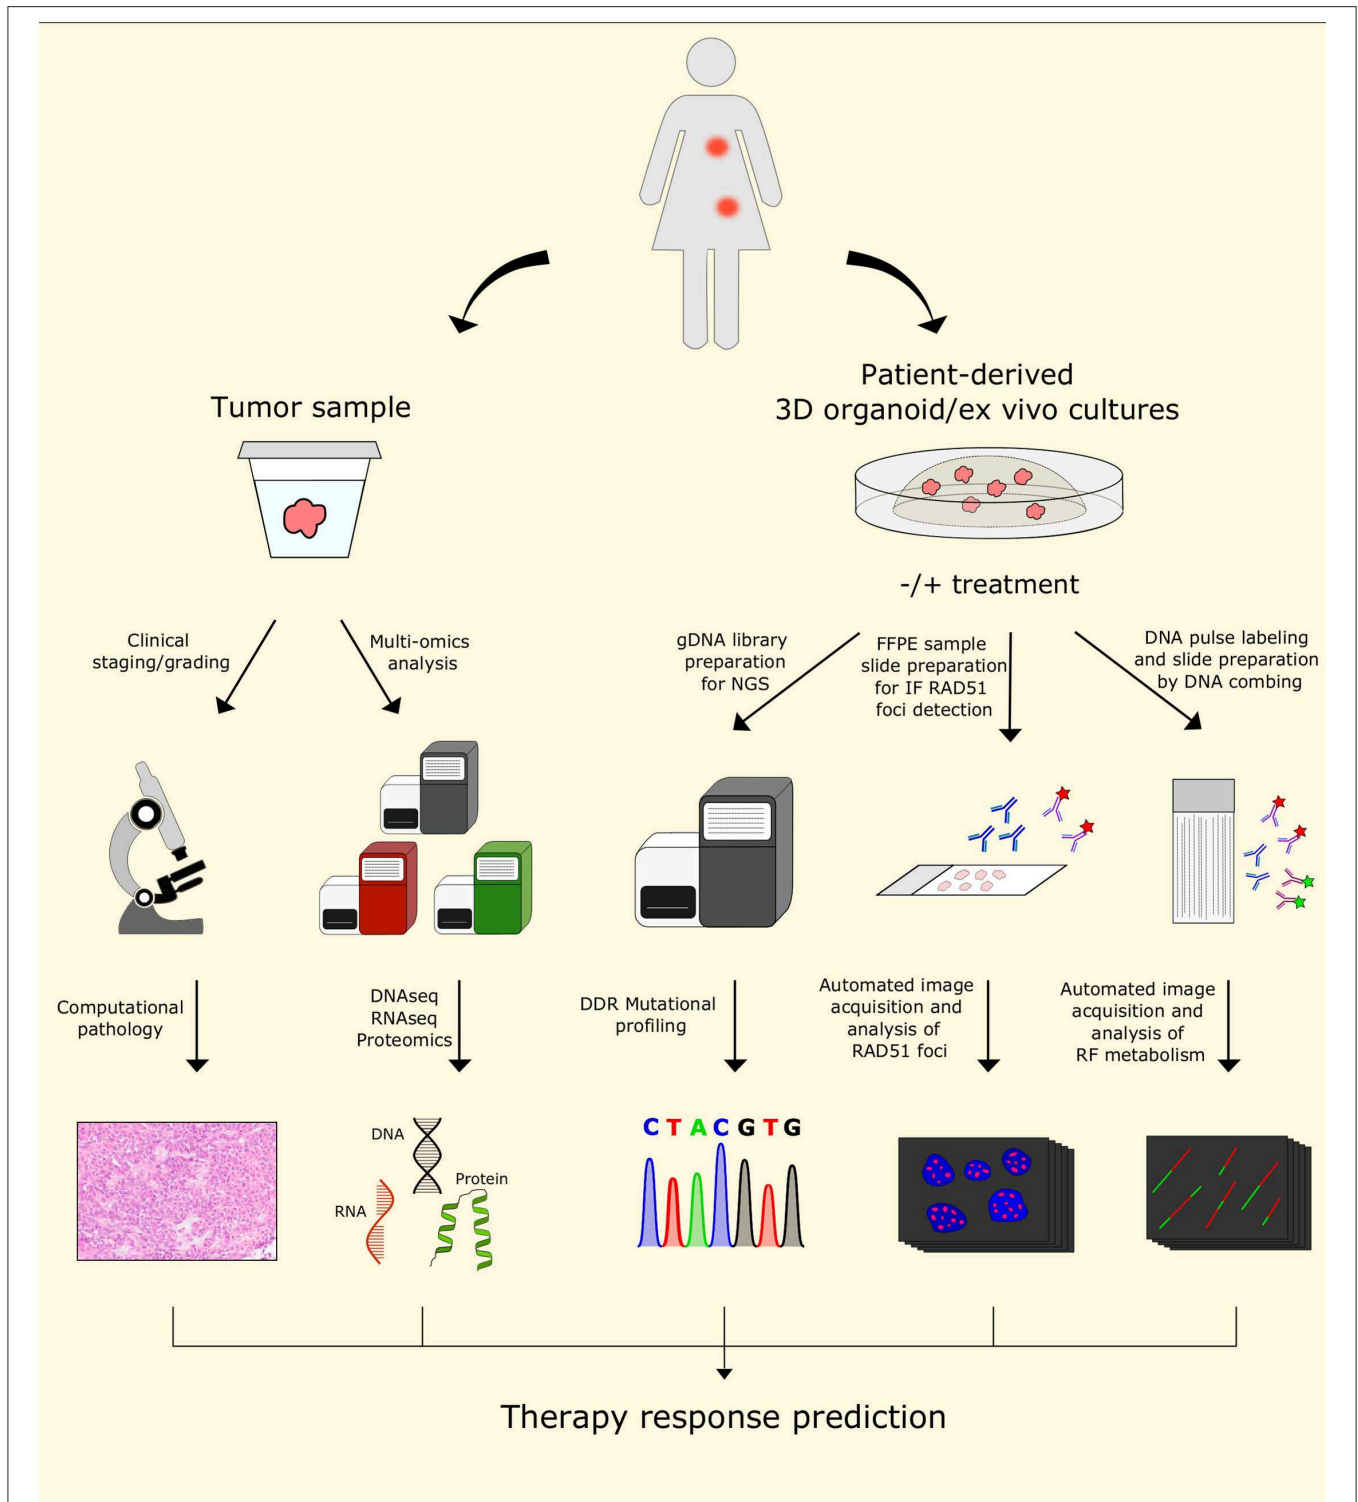 Tumor sample
Patient-derived
3D organoid/ex vivo cultures
-/+ treatment
Clinical
staging/grading
Multi-omics
analysis
gDNA library
preparation
for NGS
FFPE sample
slide preparation
for IF RAD51
foci detection
DNA pulse labeling
and slide preparation
by DNA combing
Computational
pathology
DNAseq
RNAseq
Proteomics
DDR Mutational
profiling
Automated image
acquisition and
analysis of
RAD51 foci
Automated image
acquisition and
analysis of
RF metabolism
DNA
RNA
Protein
C T A C G T G
Therapy response prediction